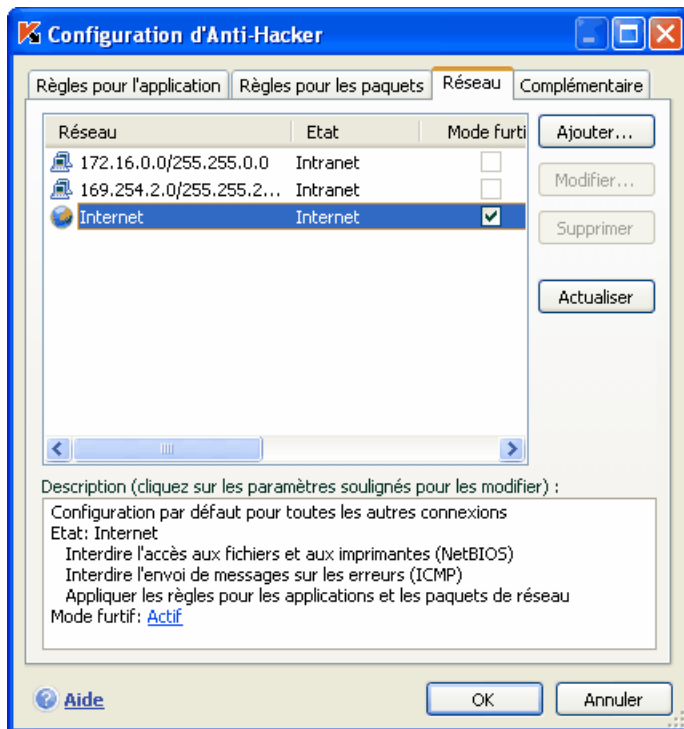 Configuration d'Anti-Hacker
Règles pour l'application Règles pour les paquets Réseau Complémentaire
Réseau Etat Mode furti
172.16.0.0/255.255.0.0 Intranet
169.254.2.0/255.255.2... Intranet
Internet Internet
Ajouter...
Modifier...
Supprimer
Actualiser
Description (cliquez sur les paramètres soulignés pour les modifier) :
Configuration par défaut pour toutes les autres connexions
Etat: Internet
Interdire l'accès aux fichiers et aux imprimantes (NetBIOS)
Interdire l'envoi de messages sur les erreurs (ICMP)
Appliquer les règles pour les applications et les paquets de réseau
Mode furtif: Actif
Aide OK Annuler